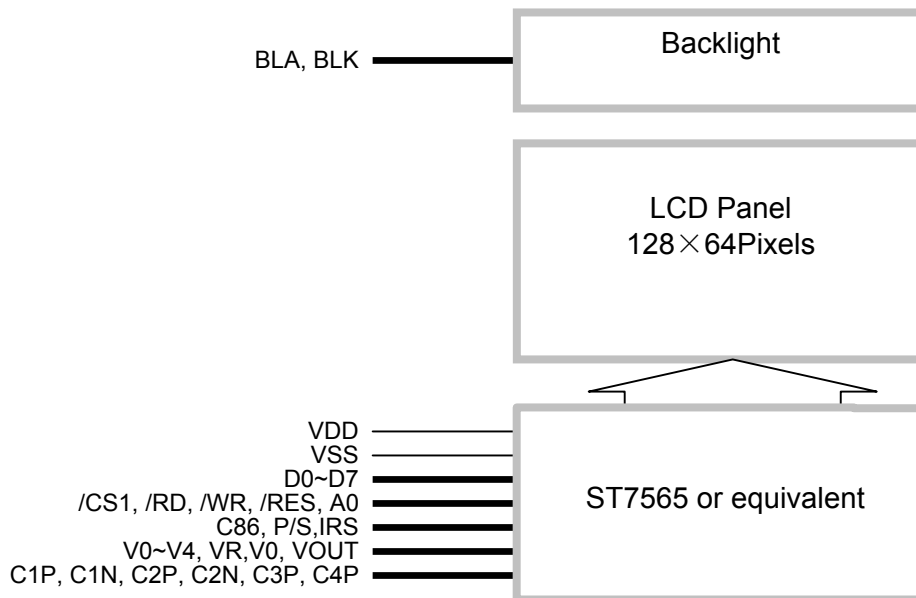 BLA, BLK
Backlight
LCD Panel
128×64Pixels
VDD
VSS
D0~D7
/CS1, /RD, /WR, /RES, A0
C86, P/S,IRS
V0~V4, VR,V0, VOUT
C1P, C1N, C2P, C2N, C3P, C4P
ST7565 or equivalent